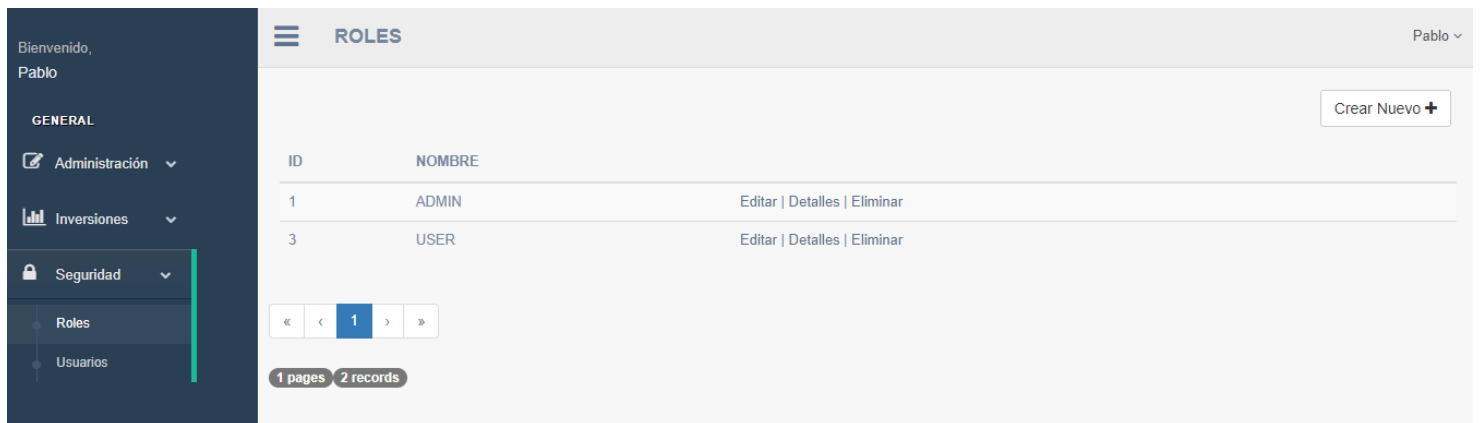 Bienvenido,
Pablo
GENERAL
Administración
Inversiones
Seguridad
Roles
Usuarios
ROLES
Pablo
Crear Nuevo +
ID NOMBRE
1 ADMIN Editar | Detalles | Eliminar
3 USER Editar | Detalles | Eliminar
« ‹ 1 › »
1 pages 2 records